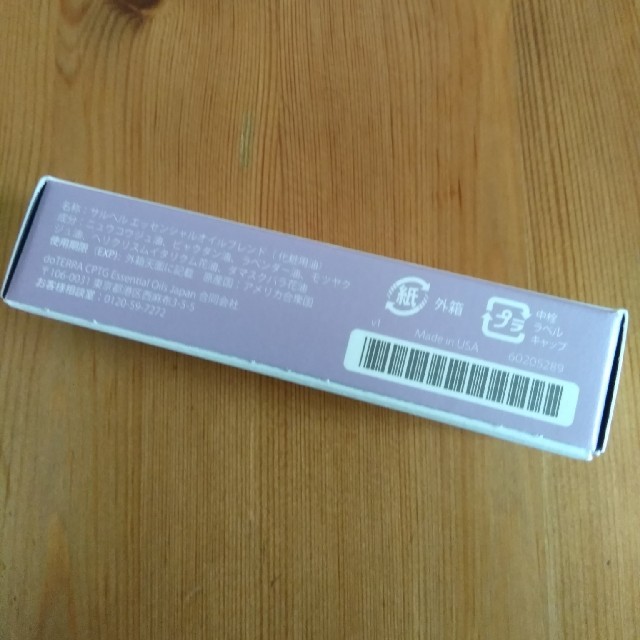 名称：サルベルエッセンシャルオイルブレンド （化粧用油）
成分：ニュウコウジュ油、ビャクダン油、ラベンダー油、モツヤク
ジュ油、ヘリクリスムイタリクム花油、ダマスクバラ花油
使用期限 （EXP）：外箱底面に記載 原産国：アメリカ合衆国
doTERRA CPTG Essential Oils Japan 合同会社
〒106-0031 東京都港区西麻布3-3-5
お客様相談室：0120-59-7272
紙
外箱
プラ
中栓
ラベル
キャップ
v1
Made in USA
60205289